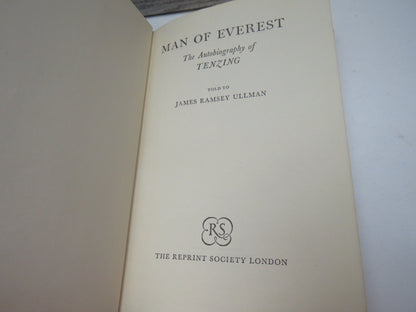 MAN OF EVEREST
The Autobiography of
TENZING
TOLD TO
JAMES RAMSEY ULLMAN
RS
THE REPRINT SOCIETY LONDON